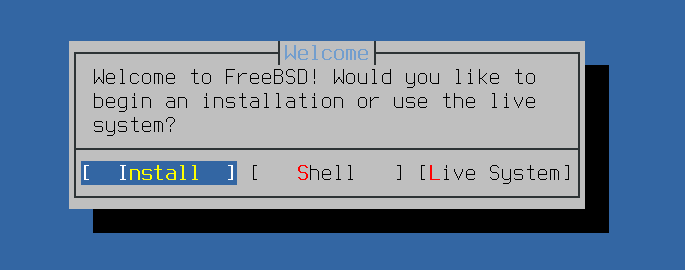 Welcome
Welcome to FreeBSD! Would you like to
begin an installation or use the live
system?
[ Install ] [ Shell ] [Live System]